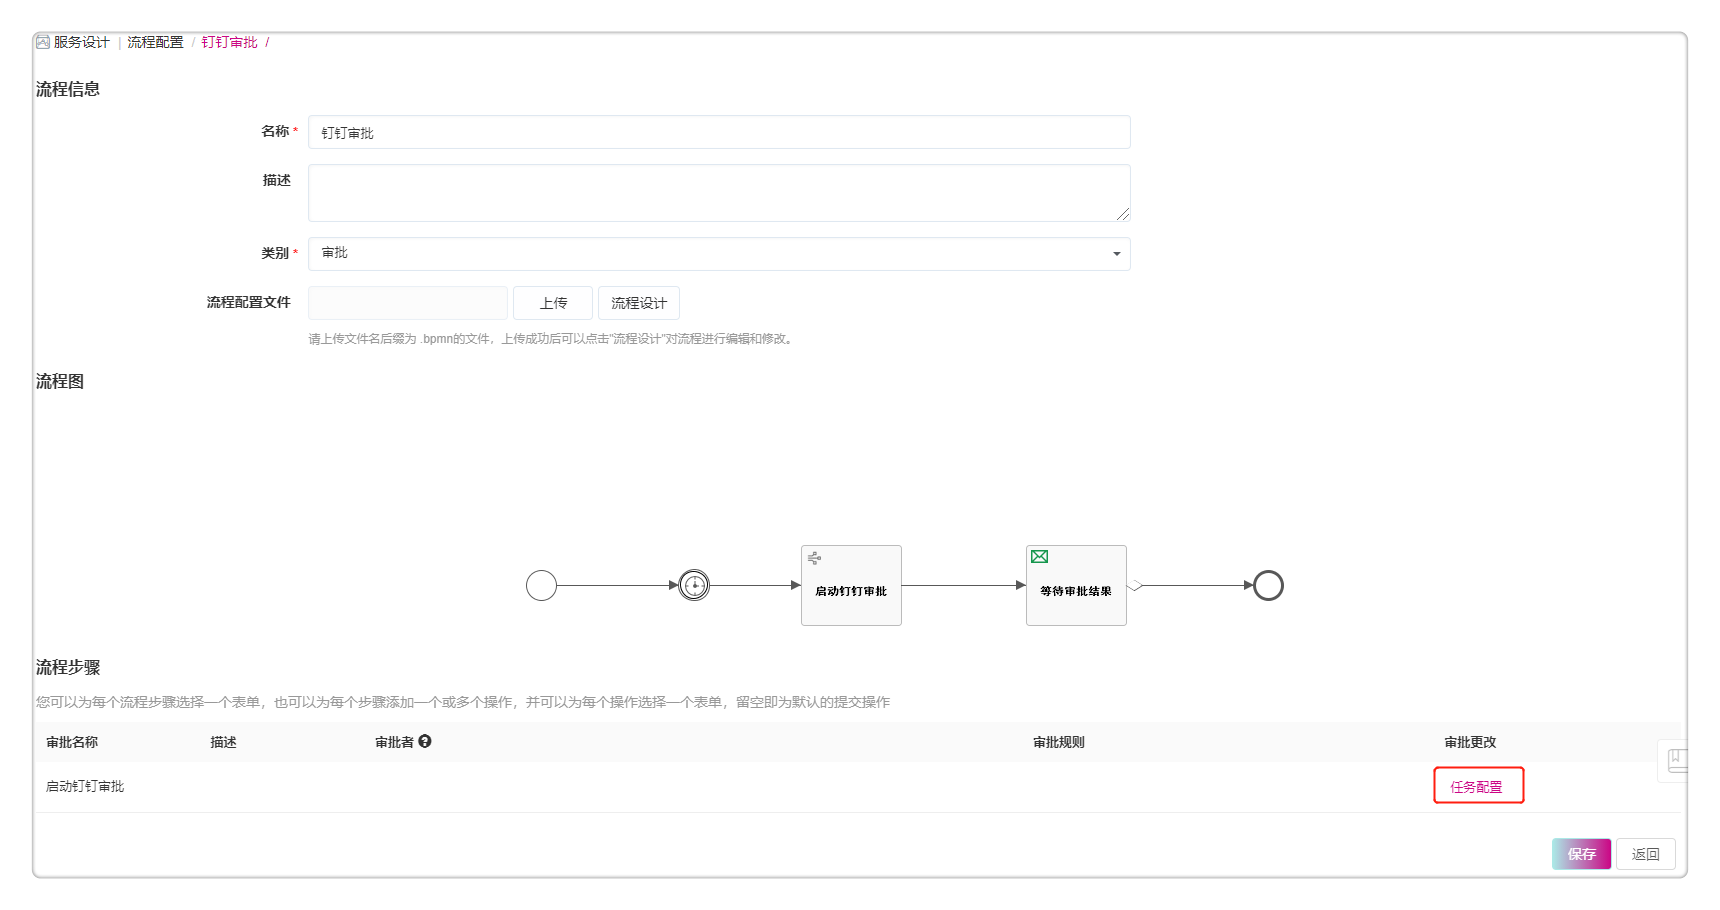 服务设计 | 流程配置 / 钉钉审批 /
流程信息
名称 *
钉钉审批
描述
类别 *
审批
流程配置文件
上传
流程设计
请上传文件名后缀为 .bpmn的文件，上传成功后可以点击"流程设计"对流程进行编辑和修改。
流程图
启动钉钉审批
等待审批结果
流程步骤
您可以为每个流程步骤选择一个表单，也可以为每个步骤添加一个或多个操作，并可以为每个操作选择一个表单，留空即为默认的提交操作
审批名称 描述 审批者 ? 审批规则 审批更改
启动钉钉审批 任务配置
保存 返回